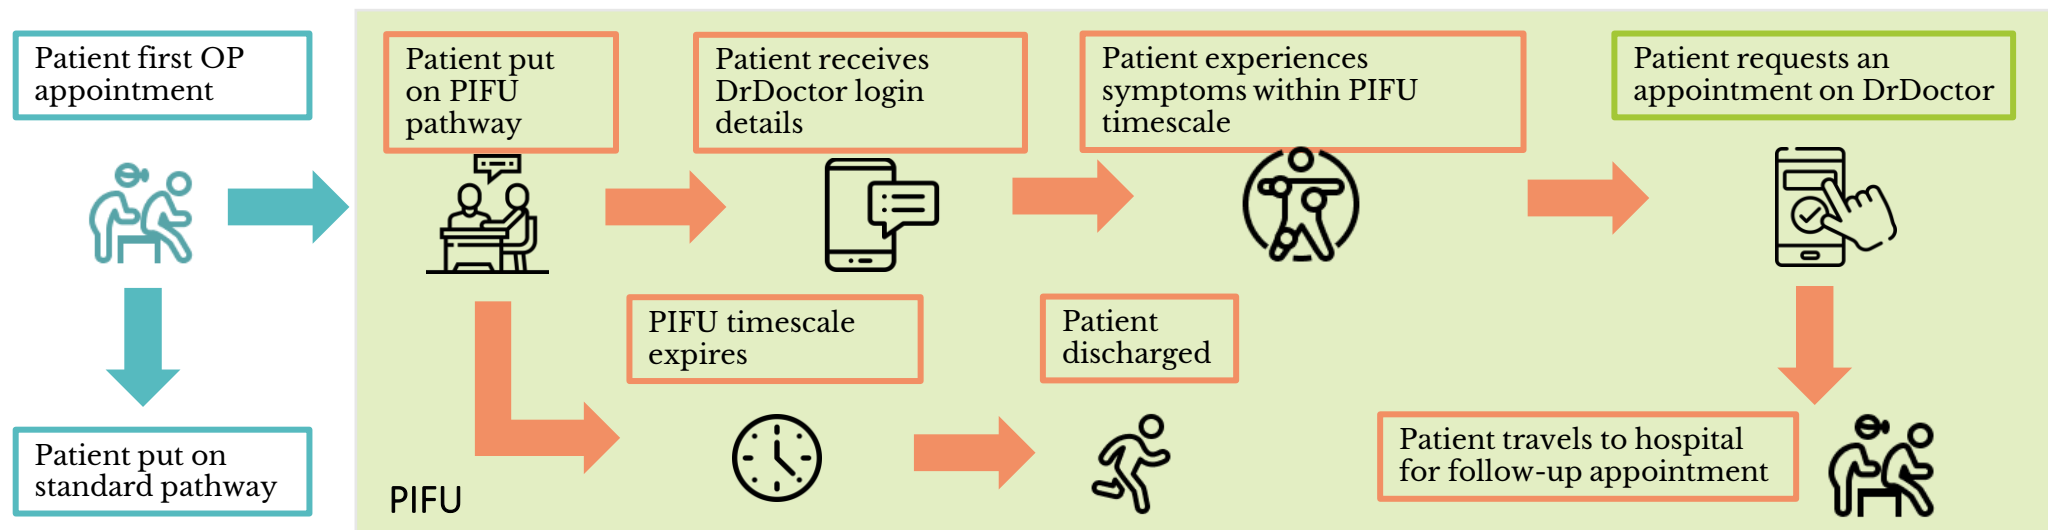 Patient first OP
appointment
Patient put
on PIFU
pathway
Patient receives
DrDoctor login
details
Patient experiences
symptoms within PIFU
timescale
Patient requests an
appointment on DrDoctor
PIFU timescale
expires
Patient
discharged
Patient put on
standard pathway
Patient travels to hospital
for follow-up appointment
PIFU